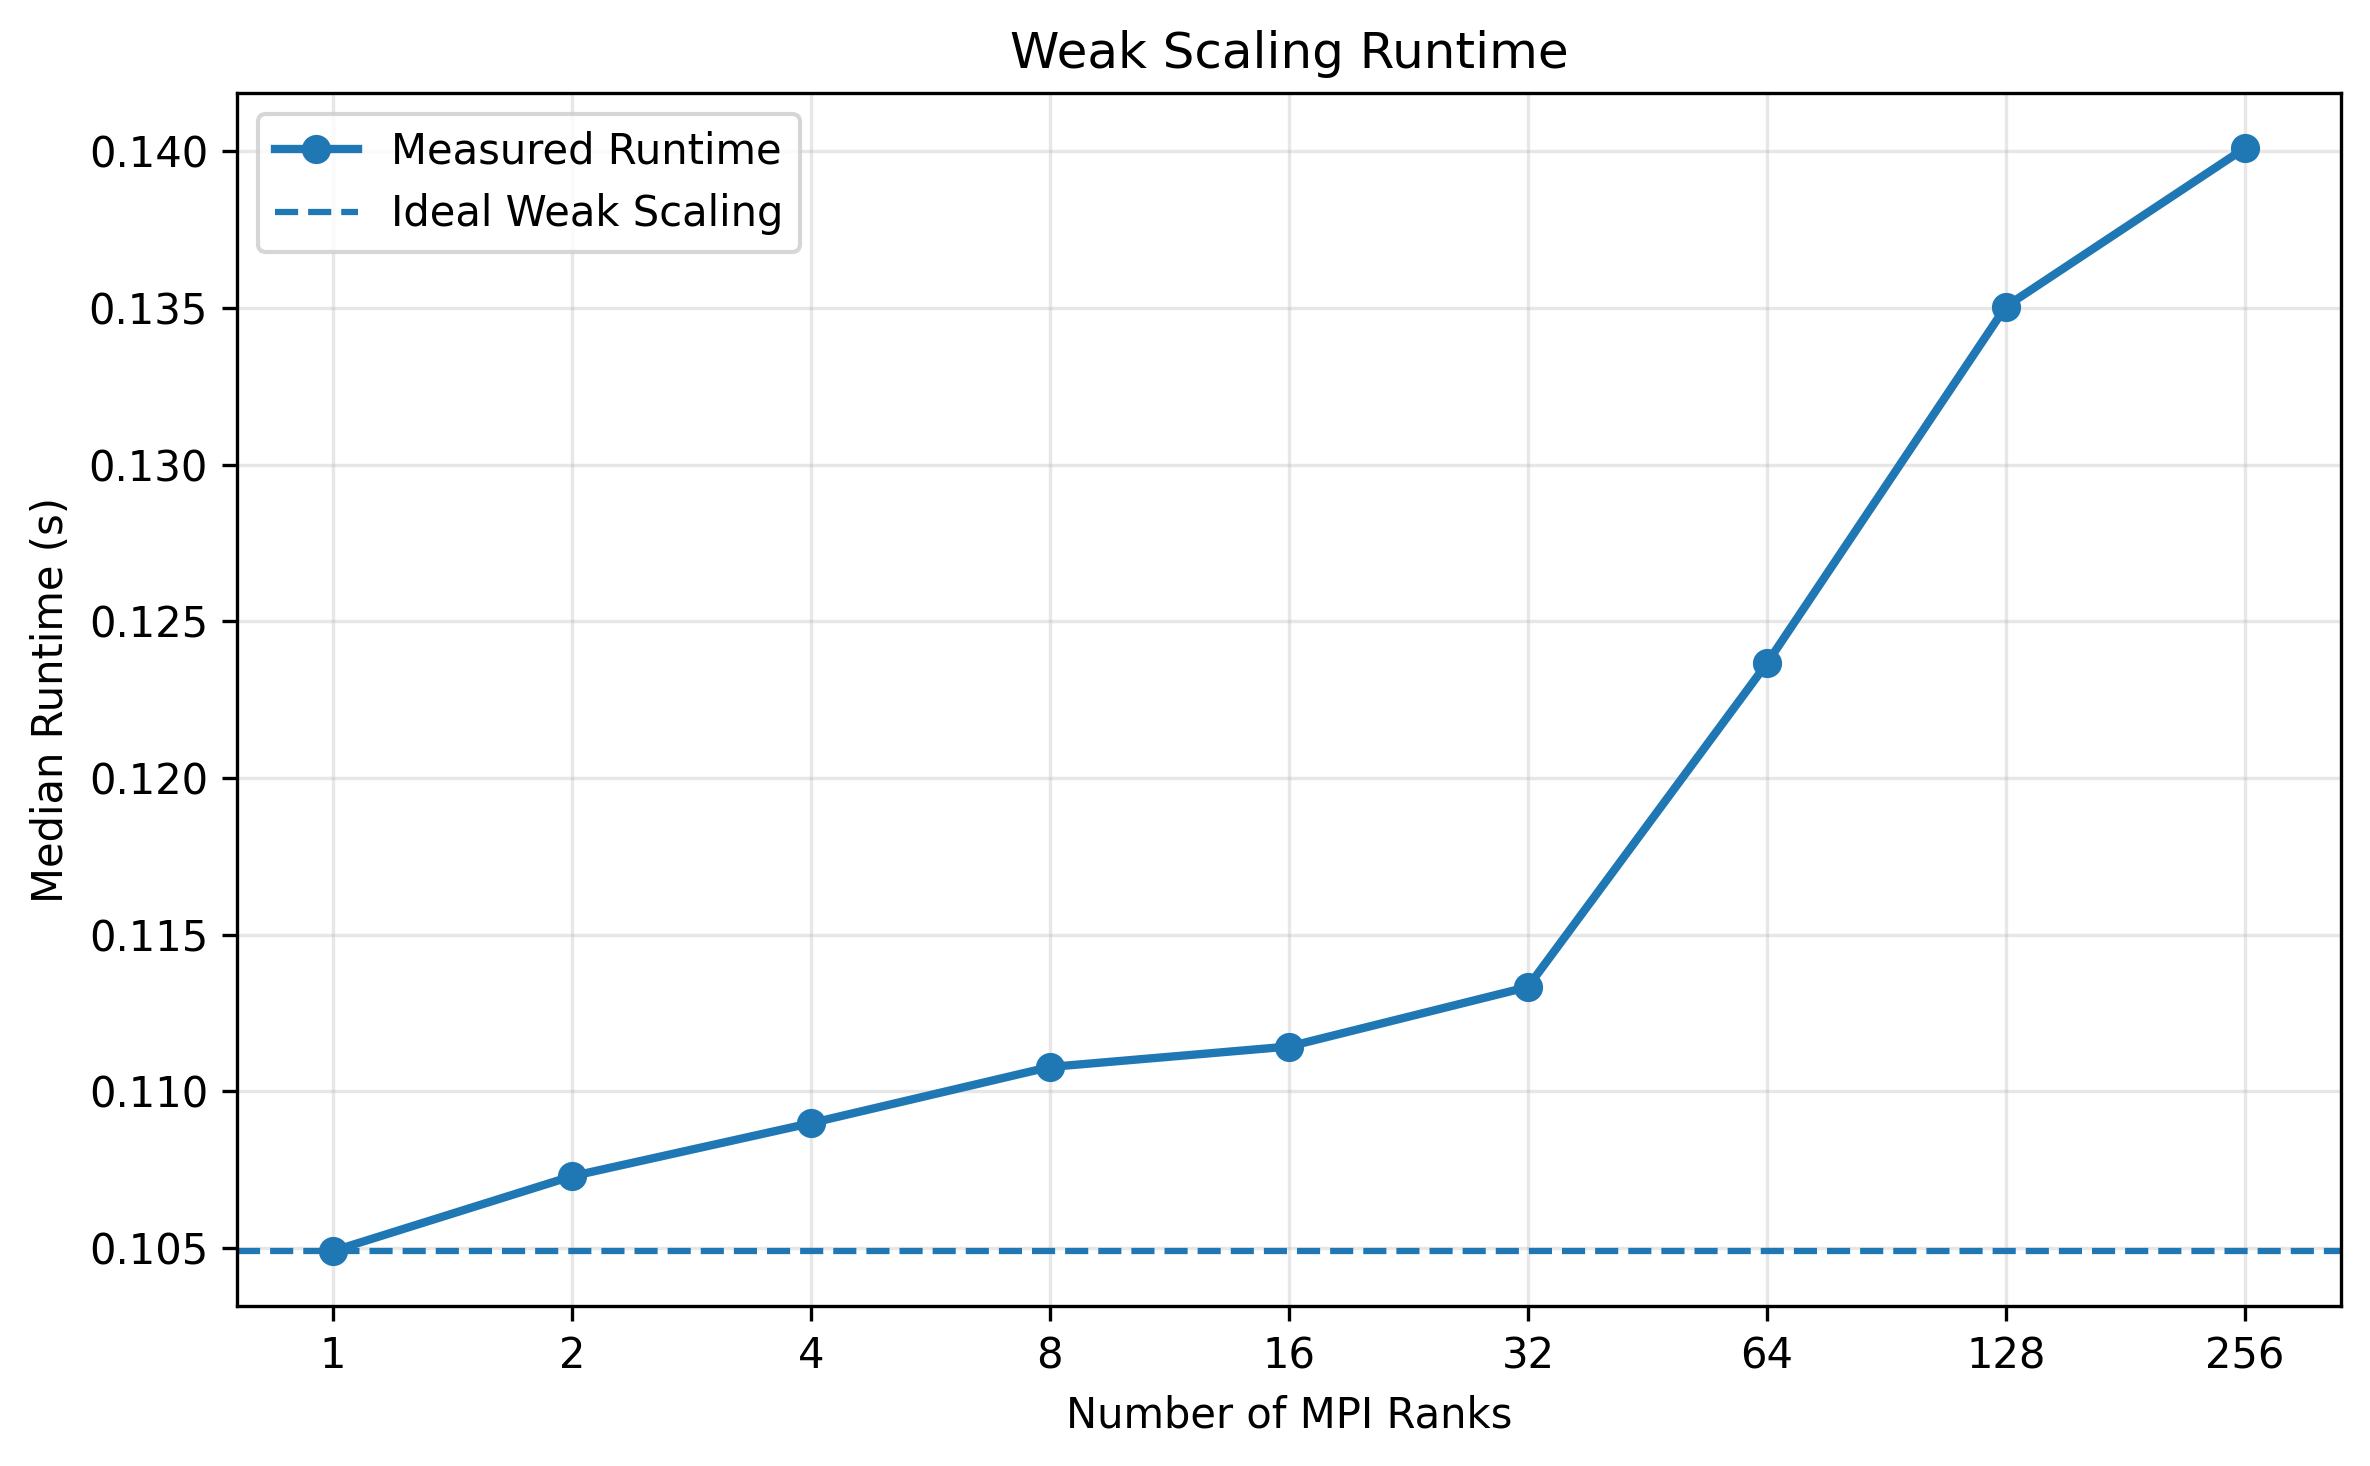 Weak Scaling Runtime
Measured Runtime
Ideal Weak Scaling
0.140
0.135
0.130
0.125
0.120
0.115
0.110
0.105
Median Runtime (s)
1 2 4 8 16 32 64 128 256
Number of MPI Ranks